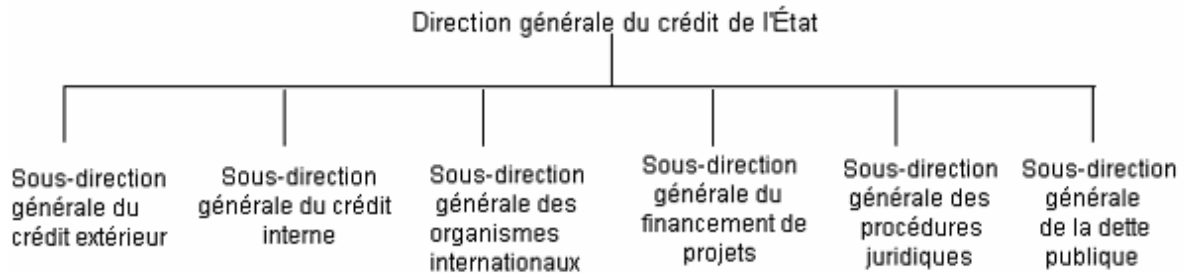 Direction générale du crédit de l'État
Sous-direction
générale du
crédit extérieur
Sous-direction
générale du crédit
interne
Sous-direction
générale des
organismes
internationaux
Sous-direction
générale du
financement de
projets
Sous-direction
générale des
procédures
juridiques
Sous-direction
générale
de la dette
publique